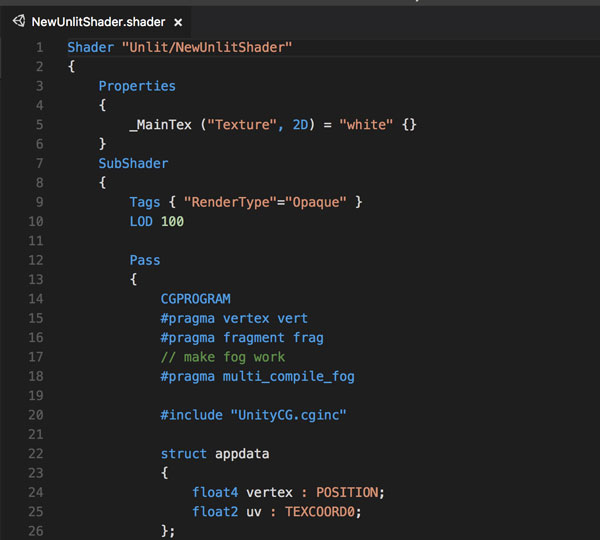 NewUnlitShader.shader ×
1 Shader "Unlit/NewUnlitShader"
2 {
3 Properties
4 {
5 _MainTex ("Texture", 2D) = "white" {}
6 }
7 SubShader
8 {
9 Tags { "RenderType"="Opaque" }
10 LOD 100
11
12 Pass
13 {
14 CGPROGRAM
15 #pragma vertex vert
16 #pragma fragment frag
17 // make fog work
18 #pragma multi_compile_fog
19
20 #include "UnityCG.cginc"
21
22 struct appdata
23 {
24 float4 vertex : POSITION;
25 float2 uv : TEXCOORD0;
26 };